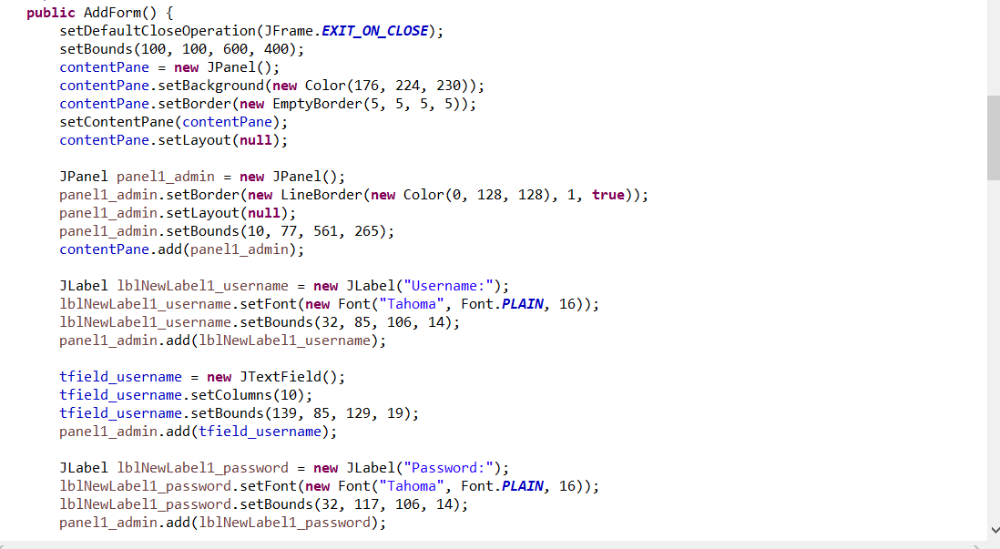 public AddForm() {
setDefaultCloseOperation(JFrame.EXIT_ON_CLOSE);
setBounds(100, 100, 600, 400);
contentPane = new JPanel();
contentPane.setBackground(new Color(176, 224, 230));
contentPane.setBorder(new EmptyBorder(5, 5, 5, 5));
setContentPane(contentPane);
contentPane.setLayout(null);
JPanel panel1_admin = new JPanel();
panel1_admin.setBorder(new LineBorder(new Color(0, 128, 128), 1, true));
panel1_admin.setLayout(null);
panel1_admin.setBounds(10, 77, 561, 265);
contentPane.add(panel1_admin);
JLabel lblNewLabel1_username = new JLabel("Username:");
lblNewLabel1_username.setFont(new Font("Tahoma", Font.PLAIN, 16));
lblNewLabel1_username.setBounds(32, 85, 106, 14);
panel1_admin.add(lblNewLabel1_username);
tfield_username = new JTextField();
tfield_username.setColumns(10);
tfield_username.setBounds(139, 85, 129, 19);
panel1_admin.add(tfield_username);
JLabel lblNewLabel1_password = new JLabel("Password:");
lblNewLabel1_password.setFont(new Font("Tahoma", Font.PLAIN, 16));
lblNewLabel1_password.setBounds(32, 117, 106, 14);
panel1_admin.add(lblNewLabel1_password);